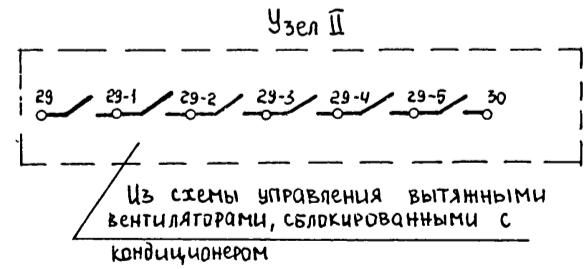 Узел II
29 29-1 29-2 29-3 29-4 29-5 30
Из схемы управления вытяжными
вентиляторами, сблокированными с
кондиционером